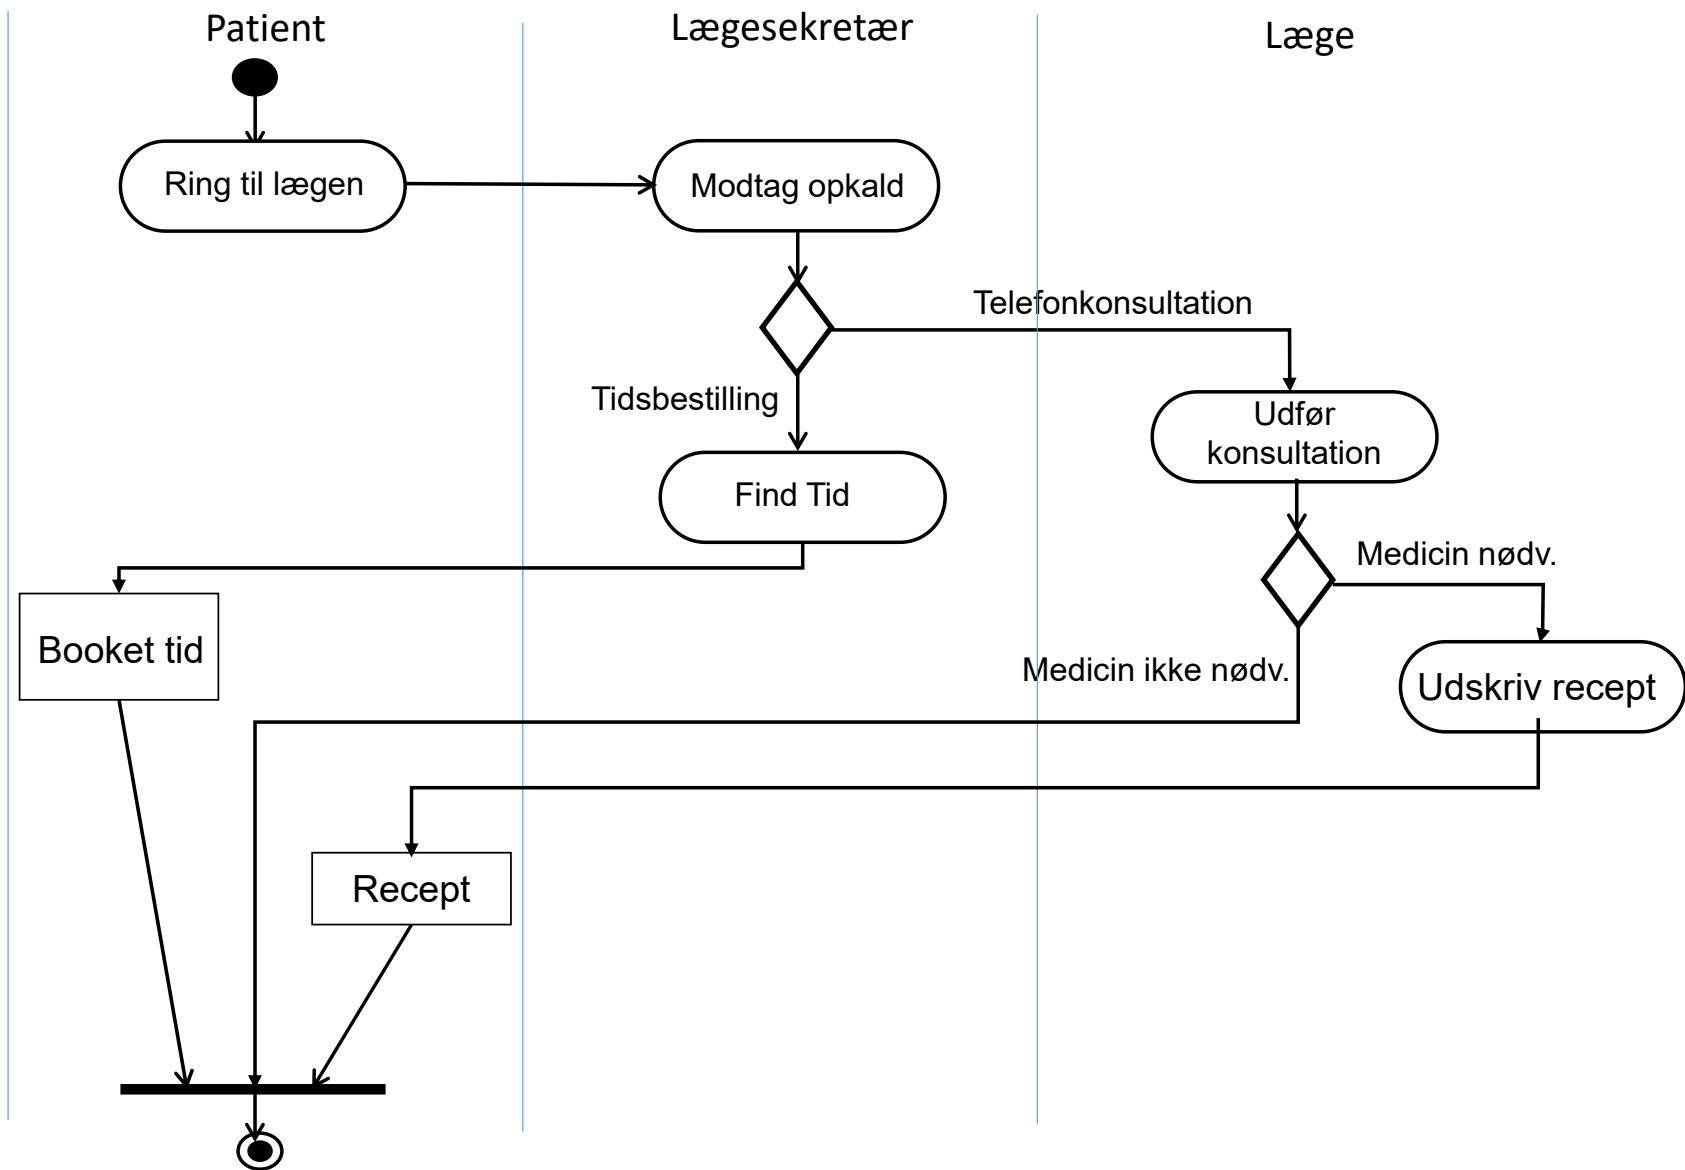 Patient
Lægesekretær
Læge
Ring til lægen
Modtag opkald
Telefonkonsultation
Tidsbestilling
Udfør
konsultation
Find Tid
Medicin nødv.
Booket tid
Medicin ikke nødv.
Udskriv recept
Recept